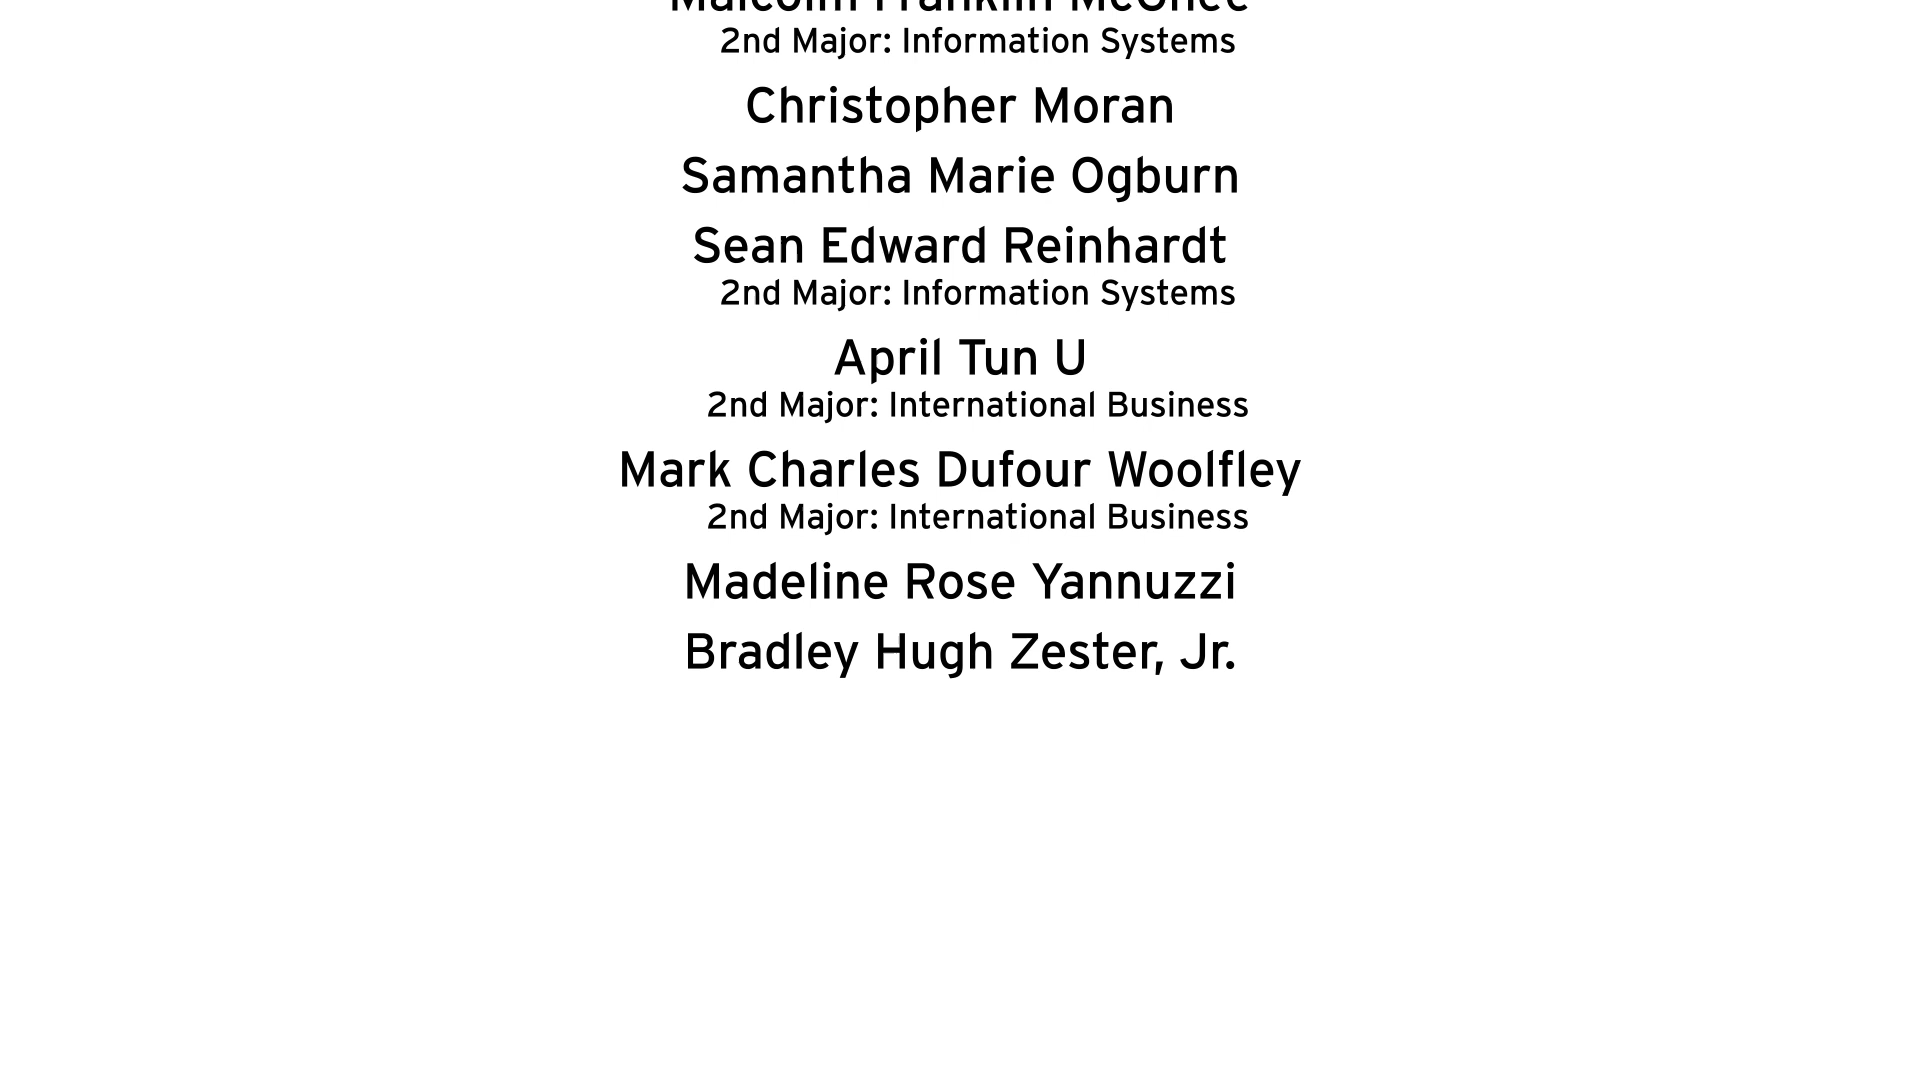 Malcolm Franklin McGhee
2nd Major: Information Systems
Christopher Moran
Samantha Marie Ogburn
Sean Edward Reinhardt
2nd Major: Information Systems
April Tun U
2nd Major: International Business
Mark Charles Dufour Woolfley
2nd Major: International Business
Madeline Rose Yannuzzi
Bradley Hugh Zester, Jr.